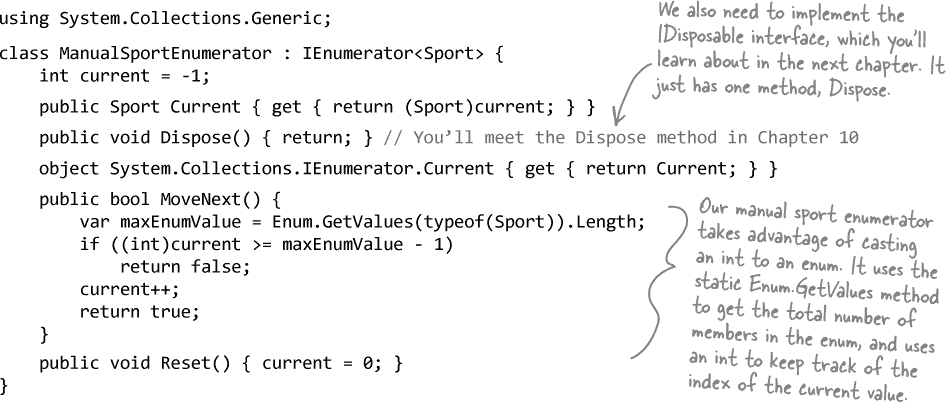 using System.Collections.Generic;
class ManualSportEnumerator : IEnumerator<Sport> {
int current = -1;
public Sport Current { get { return (Sport)current; } }
public void Dispose() { return; } // You’ll meet the Dispose method in Chapter 10
object System.Collections.IEnumerator.Current { get { return Current; } }
public bool MoveNext() {
var maxEnumValue = Enum.GetValues(typeof(Sport)).Length;
if ((int)current >= maxEnumValue - 1)
return false;
current++;
return true;
}
public void Reset() { current = 0; }
}
We also need to implement the
IDisposable interface, which you’ll
learn about in the next chapter. It
just has one method, Dispose.
Our manual sport enumerator
takes advantage of casting
an int to an enum. It uses the
static Enum.GetValues method
to get the total number of
members in the enum, and uses
an int to keep track of the
index of the current value.